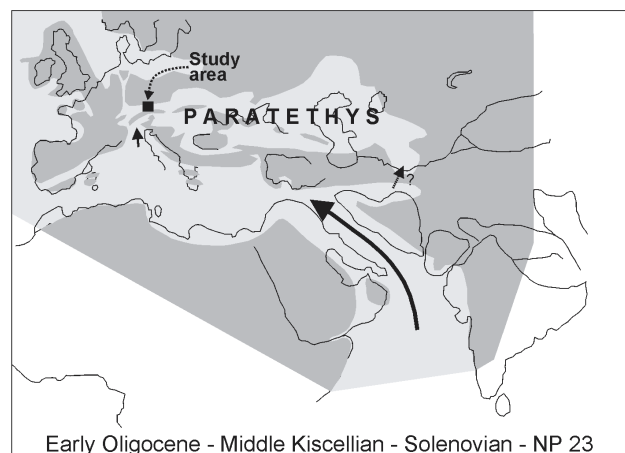 Study
area
PARATETHYS
?
Early Oligocene - Middle Kiscellian - Solenovian - NP 23